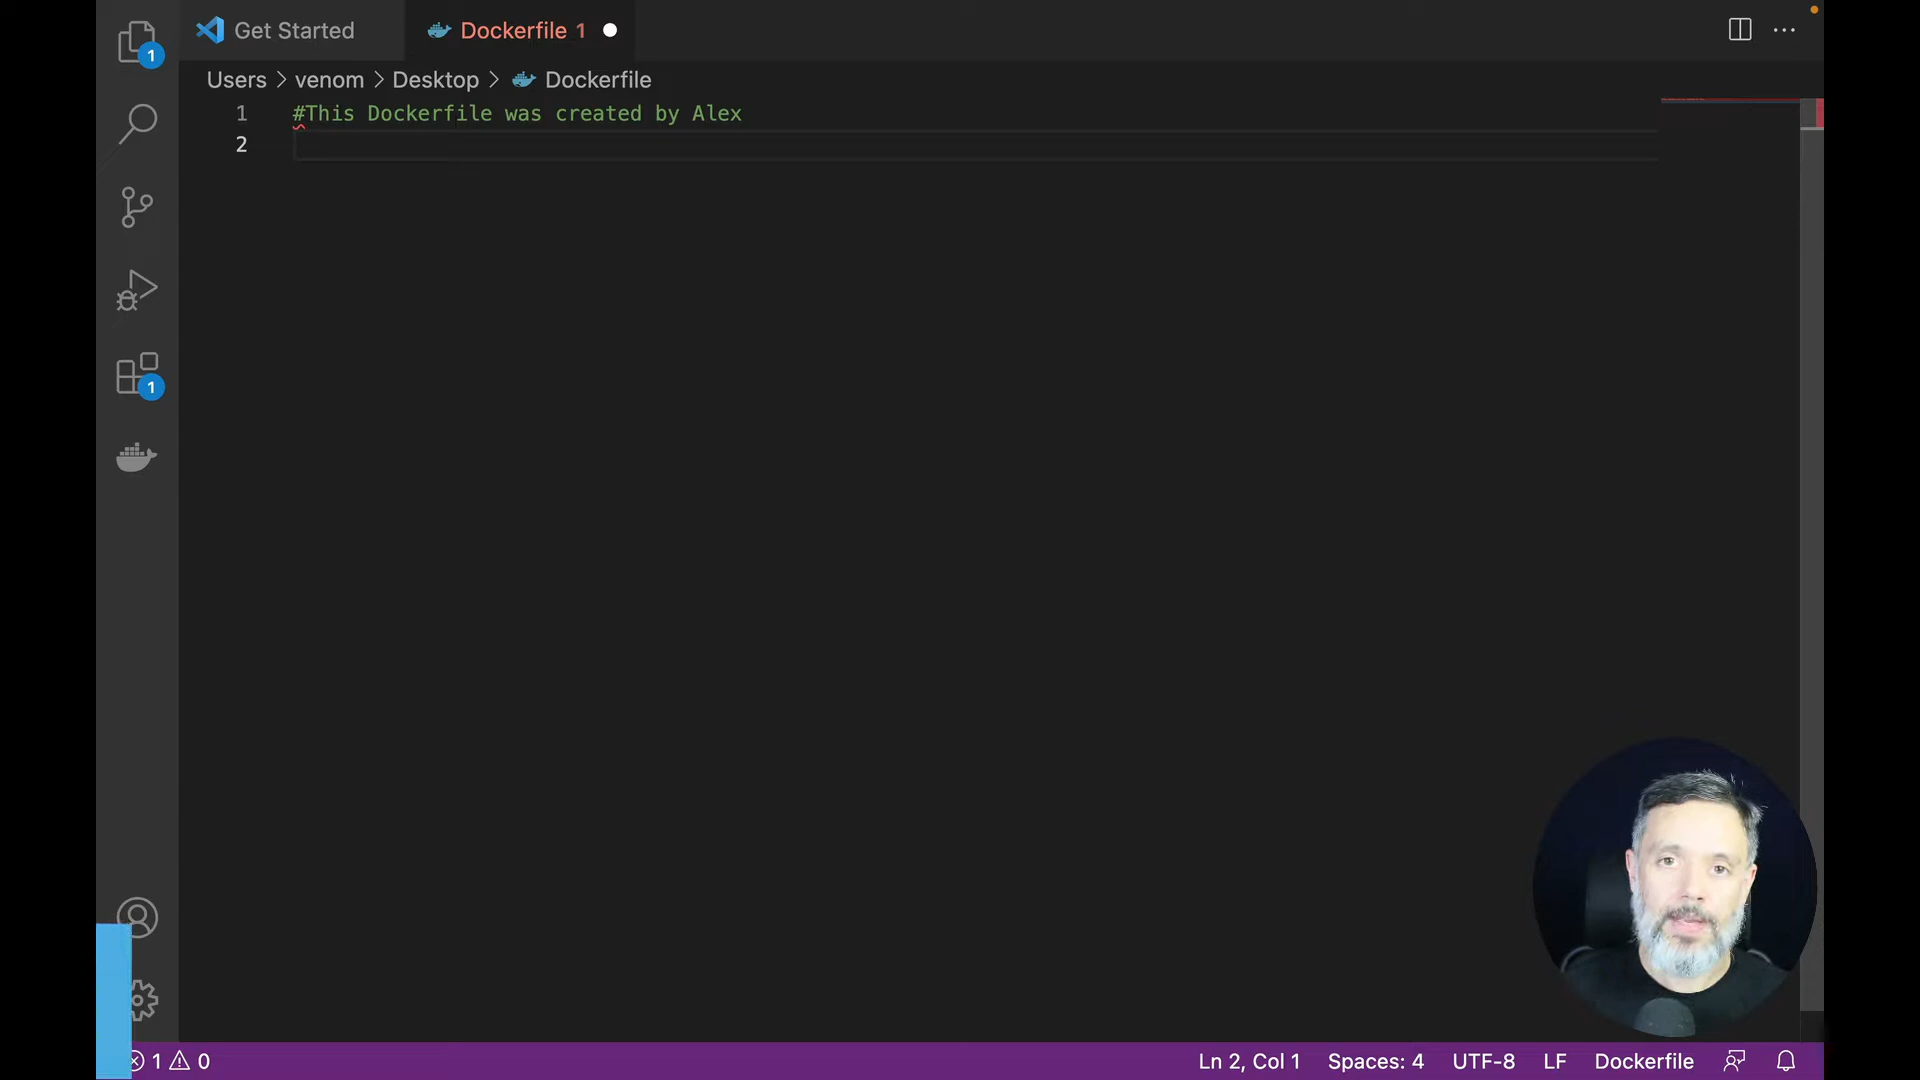 Get Started
Dockerfile 1
Users > venom > Desktop > Dockerfile
1 #This Dockerfile was created by Alex
2
1
1
1 0
Ln 2, Col 1 Spaces: 4 UTF-8 LF Dockerfile